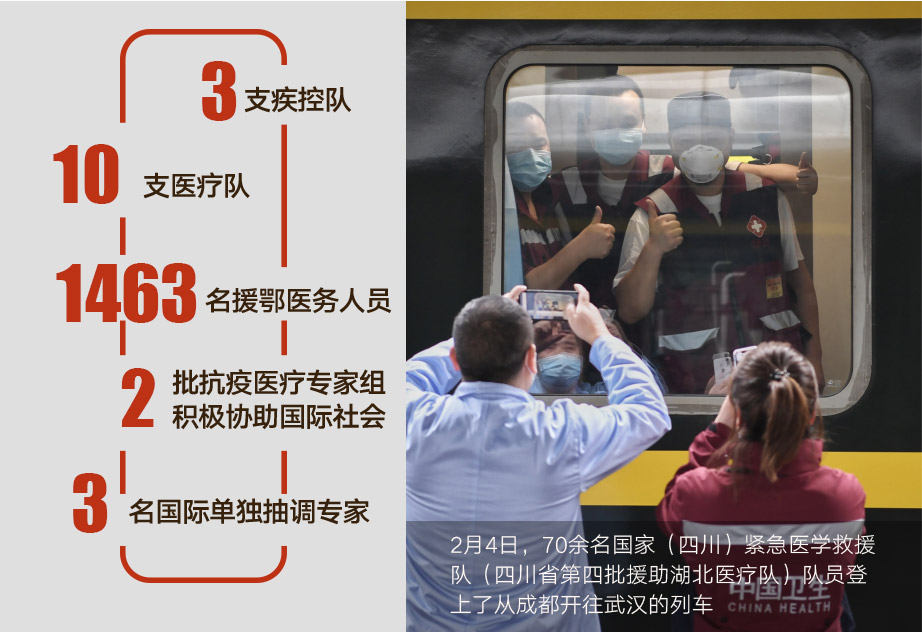 3 支疾控队
10 支医疗队
1463 名援鄂医务人员
2 批抗疫医疗专家组
积极协助国际社会
3 名国际单独抽调专家
2月4日，70余名国家（四川）紧急医学救援
队（四川省第四批援助湖北医疗队）队员登
上了从成都开往武汉的列车
中国卫生
CHINA HEALTH